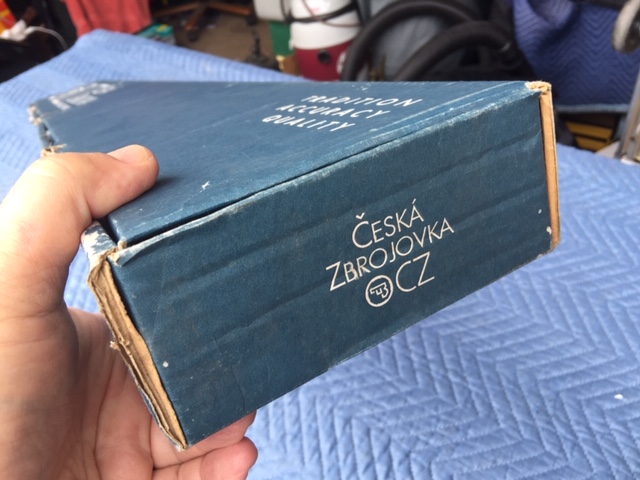 TRADITION
ACCURACY
QUALITY
ČESKÁ
ZBROJOVKA
CZ